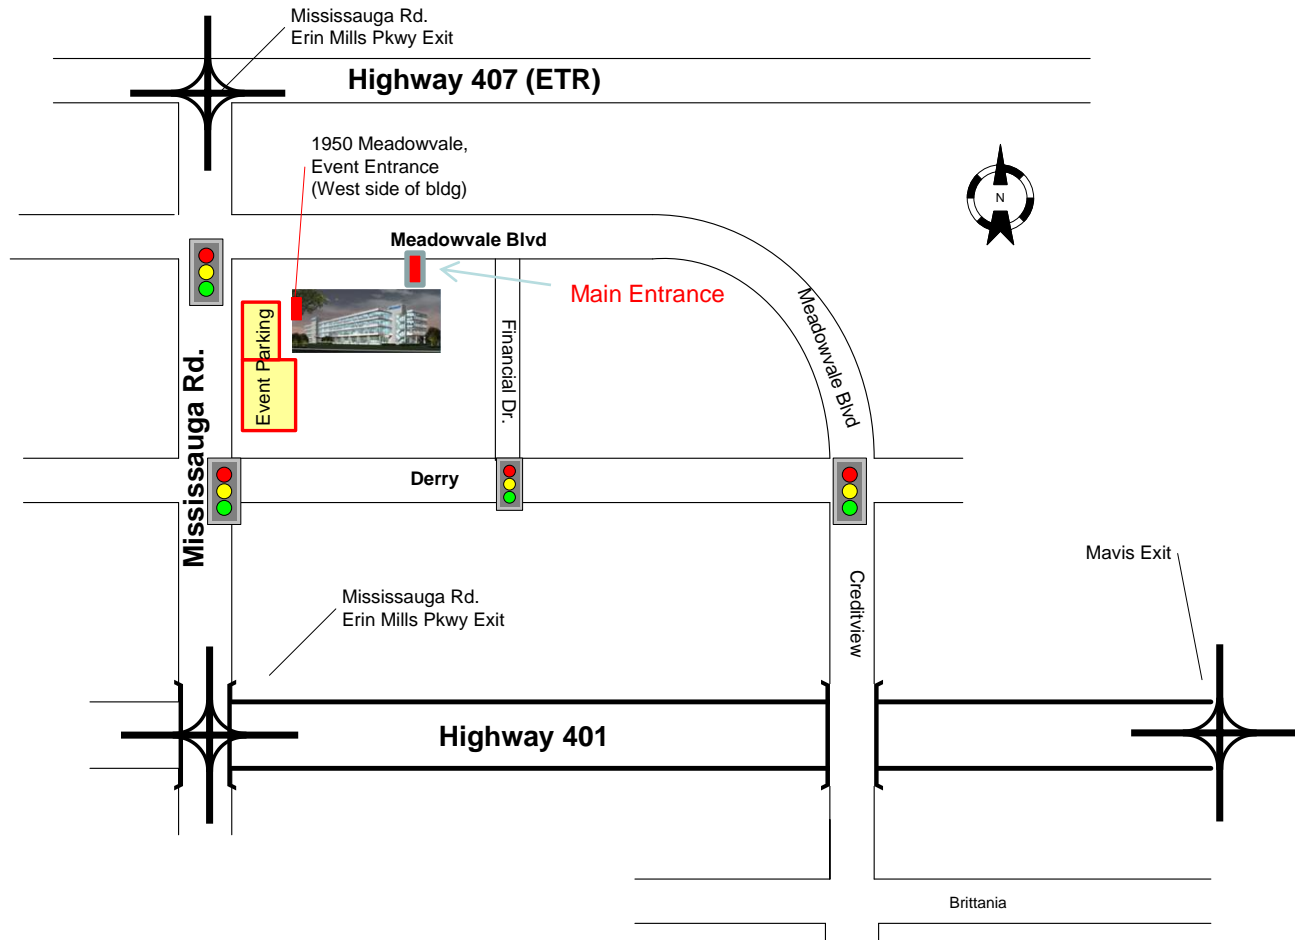 Mississauga Rd.
Erin Mills Pkwy Exit
Highway 407 (ETR)
1950 Meadowvale,
Event Entrance
(West side of bldg)
N
Meadowvale Blvd
Main Entrance
Meadowvale Blvd
Event Parking
Financial Dr.
Mississauga Rd.
Derry
Mavis Exit
Mississauga Rd.
Erin Mills Pkwy Exit
Creditview
Highway 401
Brittania